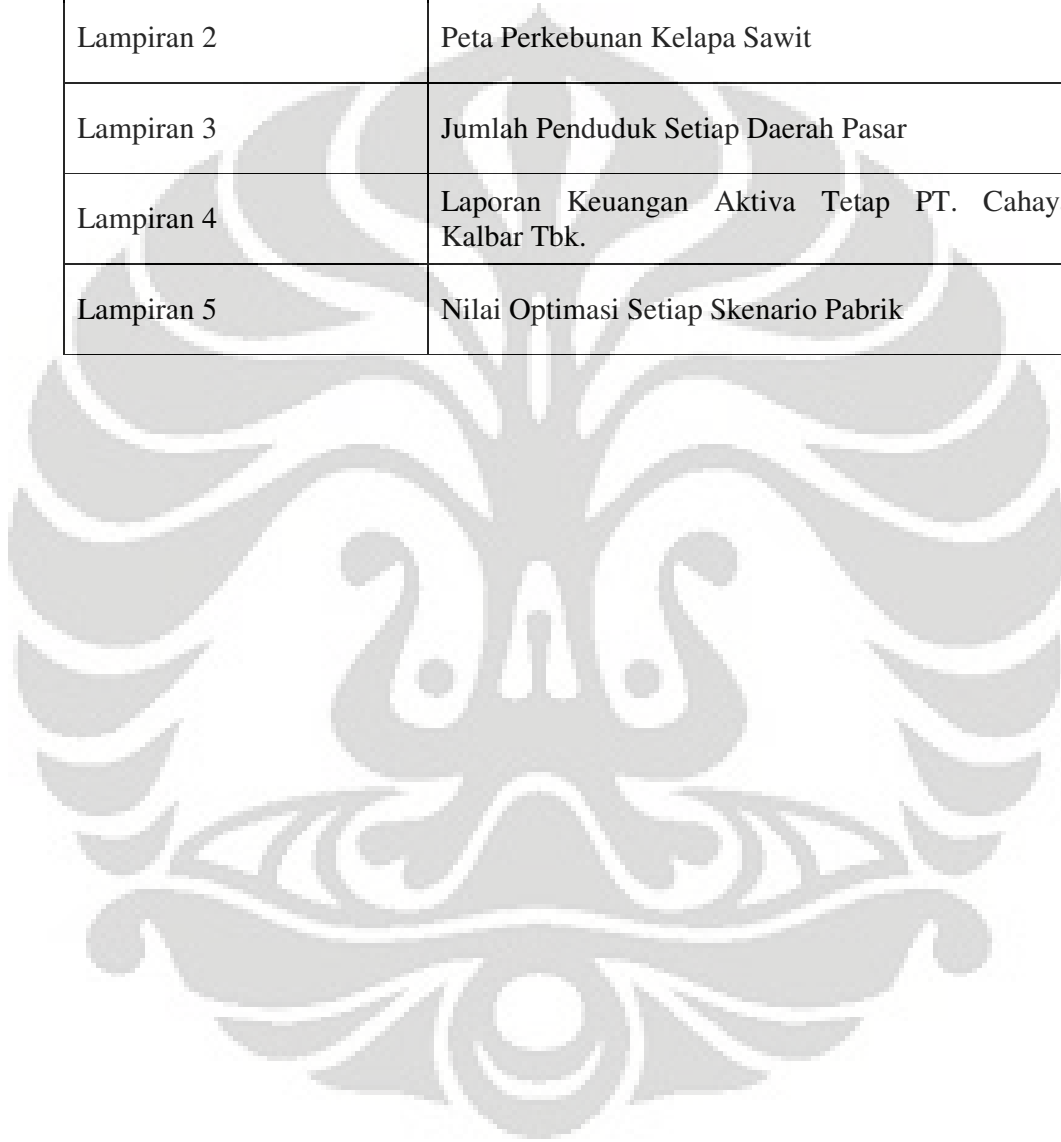 Lampiran 2 Peta Perkebunan Kelapa Sawit
Lampiran 3 Jumlah Penduduk Setiap Daerah Pasar
Lampiran 4 Laporan Keuangan Aktiva Tetap PT. Cahay
Kalbar Tbk.
Lampiran 5 Nilai Optimasi Setiap Skenario Pabrik